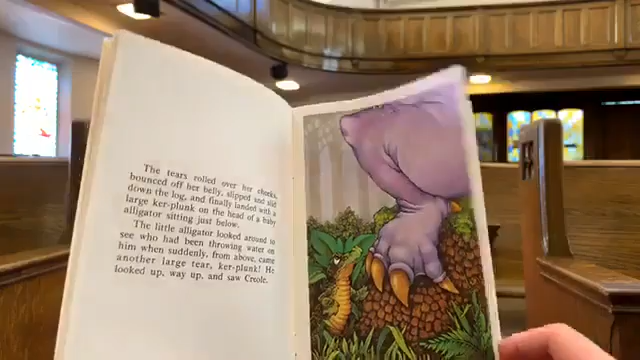 The tears rolled over her cheeks,
bounced off her belly, slipped and slid
down the log, and finally landed with a
large ker-plunk on the head of a baby
alligator sitting just below.
The little alligator looked around to
see who had been throwing water on
him when suddenly, from above, came
another large tear, ker-plunk! He
looked up, way up, and saw Creole.